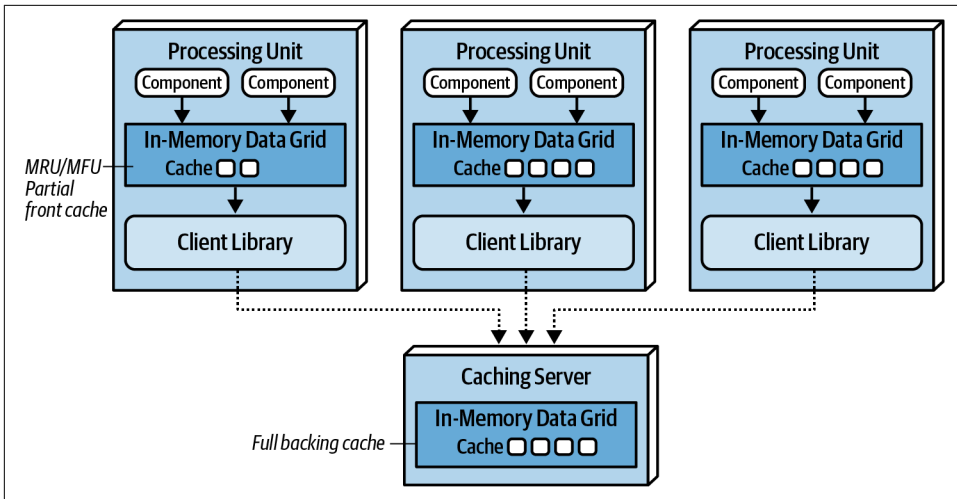 Processing Unit
Component Component
In-Memory Data Grid
Cache
Client Library
Processing Unit
Component Component
In-Memory Data Grid
Cache
Client Library
Processing Unit
Component Component
In-Memory Data Grid
Cache
Client Library
MRU/MFU
Partial
front cache
Caching Server
In-Memory Data Grid
Cache
Full backing cache